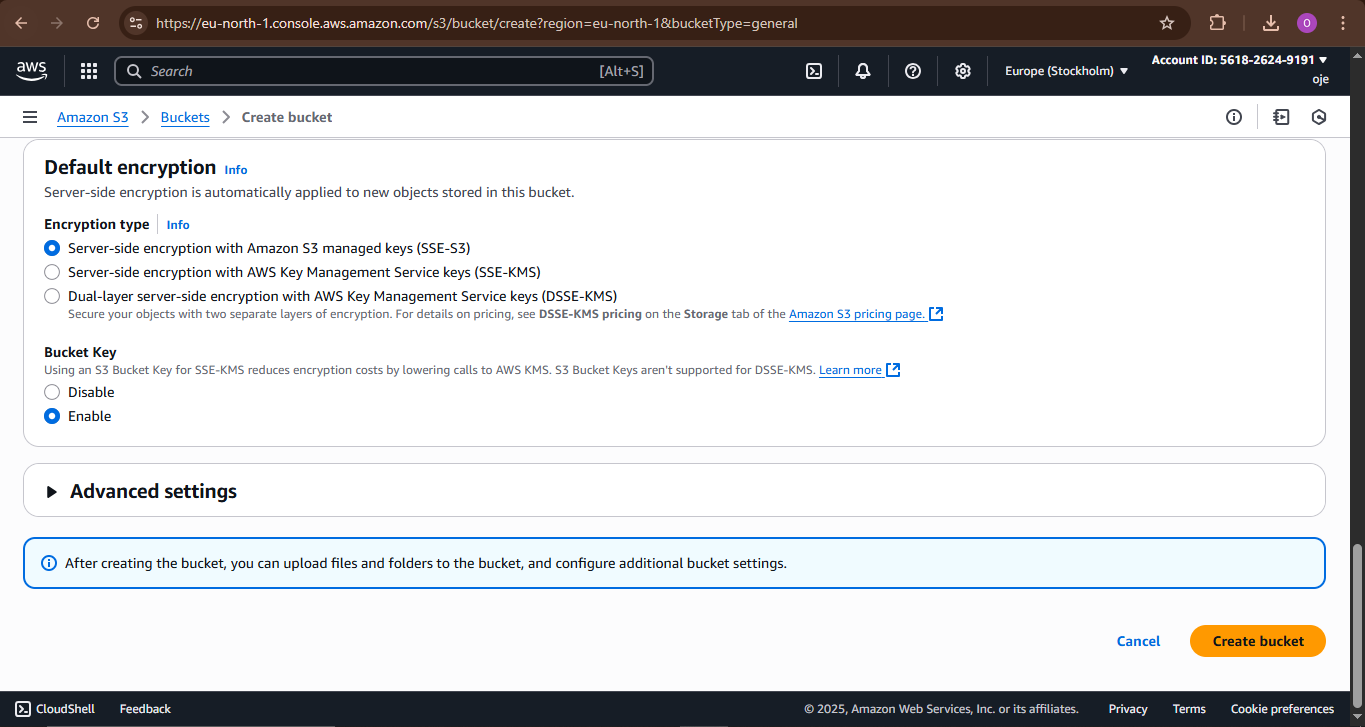 https://eu-north-1.console.aws.amazon.com/s3/bucket/create?region=eu-north-1&bucketType=general
O
aws
Search [Alt+S]
Europe (Stockholm)
Account ID: 5618-2624-9191
oje
Amazon S3 > Buckets > Create bucket
Default encryption Info
Server-side encryption is automatically applied to new objects stored in this bucket.
Encryption type Info
Server-side encryption with Amazon S3 managed keys (SSE-S3)
Server-side encryption with AWS Key Management Service keys (SSE-KMS)
Dual-layer server-side encryption with AWS Key Management Service keys (DSSE-KMS)
Secure your objects with two separate layers of encryption. For details on pricing, see DSSE-KMS pricing on the Storage tab of the Amazon S3 pricing page.
Bucket Key
Using an S3 Bucket Key for SSE-KMS reduces encryption costs by lowering calls to AWS KMS. S3 Bucket Keys aren't supported for DSSE-KMS. Learn more
Disable
Enable
Advanced settings
After creating the bucket, you can upload files and folders to the bucket, and configure additional bucket settings.
Cancel Create bucket
CloudShell Feedback © 2025, Amazon Web Services, Inc. or its affiliates. Privacy Terms Cookie preferences